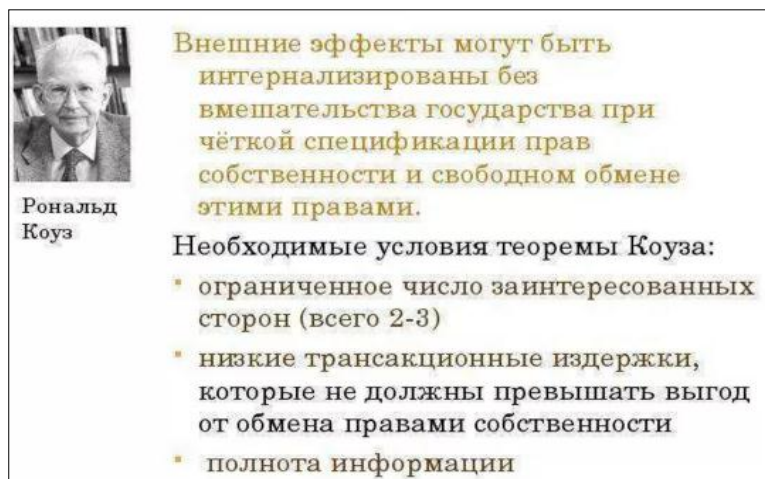 Внешние эффекты могут быть
интернализированы без
вмешательства государства при
чёткой спецификации прав
собственности и свободном обмене
этими правами.
Рональд
Коуз
Необходимые условия теоремы Коуза:
▪ ограниченное число заинтересованных
сторон (всего 2-3)
▪ низкие трансакционные издержки,
которые не должны превышать выгод
от обмена правами собственности
▪ полнота информации